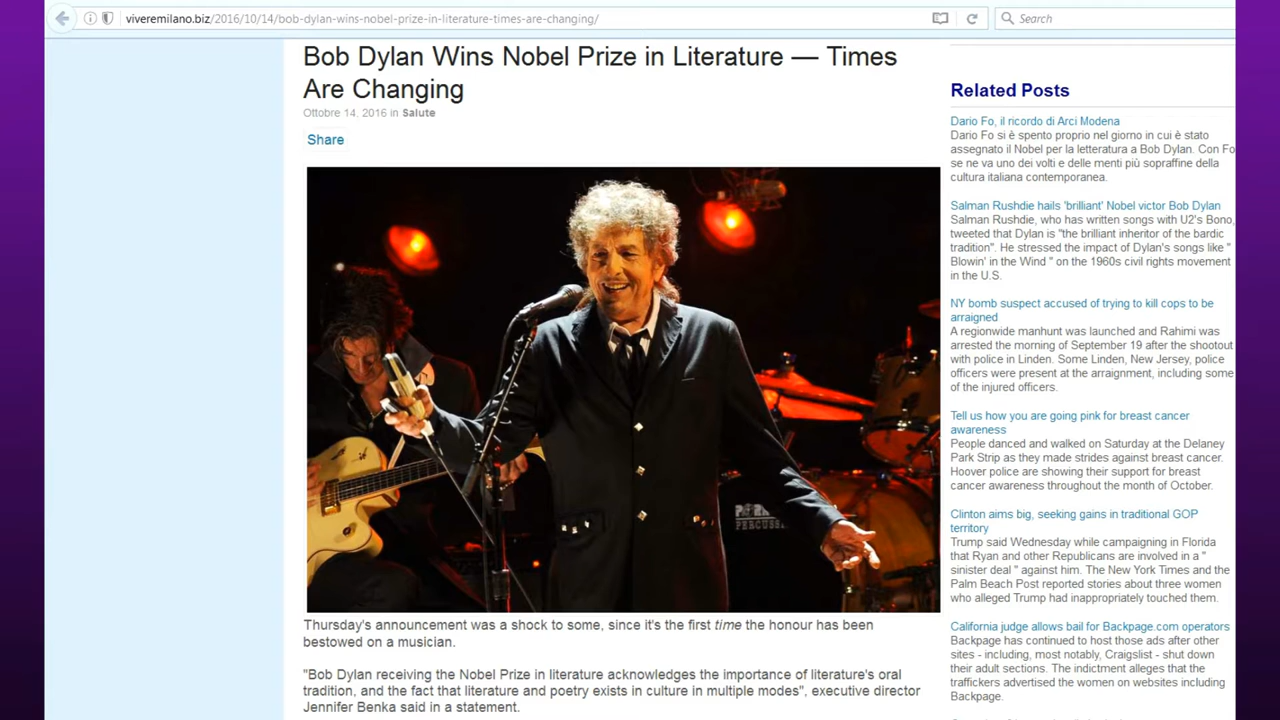 viveremilano.biz/2016/10/14/bob-dylan-wins-nobel-prize-in-literature-times-are-changing/
Search
Bob Dylan Wins Nobel Prize in Literature — Times
Are Changing
Ottobre 14, 2016 in Salute
Share
Thursday's announcement was a shock to some, since it's the first time the honour has been
bestowed on a musician.
"Bob Dylan receiving the Nobel Prize in literature acknowledges the importance of literature's oral
tradition, and the fact that literature and poetry exists in culture in multiple modes", executive director
Jennifer Benka said in a statement.
Related Posts
Dario Fo, il ricordo di Arci Modena
Dario Fo si è spento proprio nel giorno in cui è stato
assegnato il Nobel per la letteratura a Bob Dylan. Con Fo
se ne va uno dei volti e delle menti più sopraffine della
cultura italiana contemporanea.
Salman Rushdie hails 'brilliant' Nobel victor Bob Dylan
Salman Rushdie, who has written songs with U2's Bono,
tweeted that Dylan is "the brilliant inheritor of the bardic
tradition". He stressed the impact of Dylan's songs like "
Blowin' in the Wind " on the 1960s civil rights movement
in the U.S.
NY bomb suspect accused of trying to kill cops to be
arraigned
A regionwide manhunt was launched and Rahimi was
arrested the morning of September 19 after the shootout
with police in Linden. Some Linden, New Jersey, police
officers were present at the arraignment, including some
of the injured officers.
Tell us how you are going pink for breast cancer
awareness
People danced and walked on Saturday at the Delaney
Park Strip as they made strides against breast cancer.
Hoover police are showing their support for breast
cancer awareness throughout the month of October.
Clinton aims big, seeking gains in traditional GOP
territory
Trump said Wednesday while campaigning in Florida
that Ryan and other Republicans are involved in a "
sinister deal " against him. The New York Times and the
Palm Beach Post reported stories about three women
who alleged Trump had inappropriately touched them.
California judge allows bail for Backpage.com operators
Backpage has continued to host those ads after other
sites - including, most notably, Craigslist - shut down
their adult sections. The indictment alleges that the
traffickers advertised the women on websites including
Backpage.